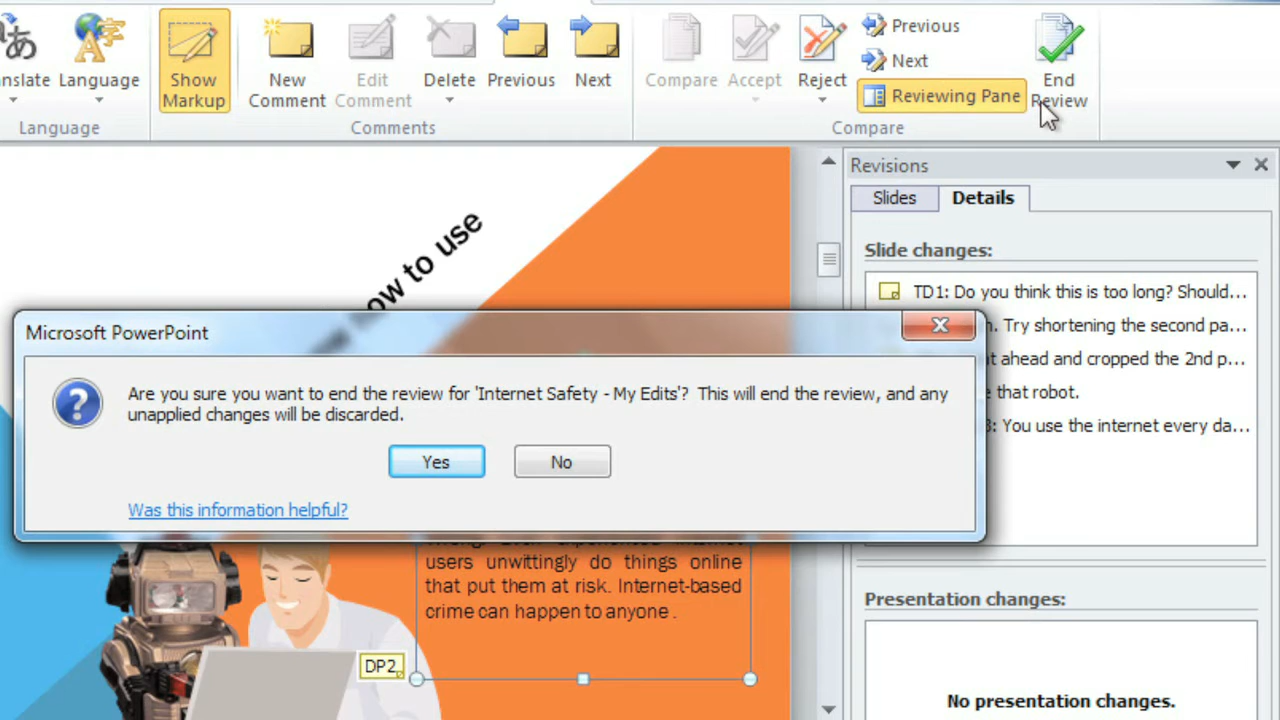 nslate
Language
Show
Markup
New
Comment
Edit
Comment
Delete
Previous
Next
Compare
Accept
Reject
Previous
Next
Reviewing Pane
End
Review
Language
Comments
Compare
how to use
Revisions
Slides
Details
Slide changes:
TD1: Do you think this is too long? Should...
. Try shortening the second pa...
t ahead and cropped the 2nd p...
e that robot.
: You use the internet every da...
Microsoft PowerPoint
Are you sure you want to end the review for 'Internet Safety - My Edits'? This will end the review, and any
unapplied changes will be discarded.
Yes
No
Was this information helpful?
users unwittingly do things online
that put them at risk. Internet-based
crime can happen to anyone .
DP2
Presentation changes:
No presentation changes.